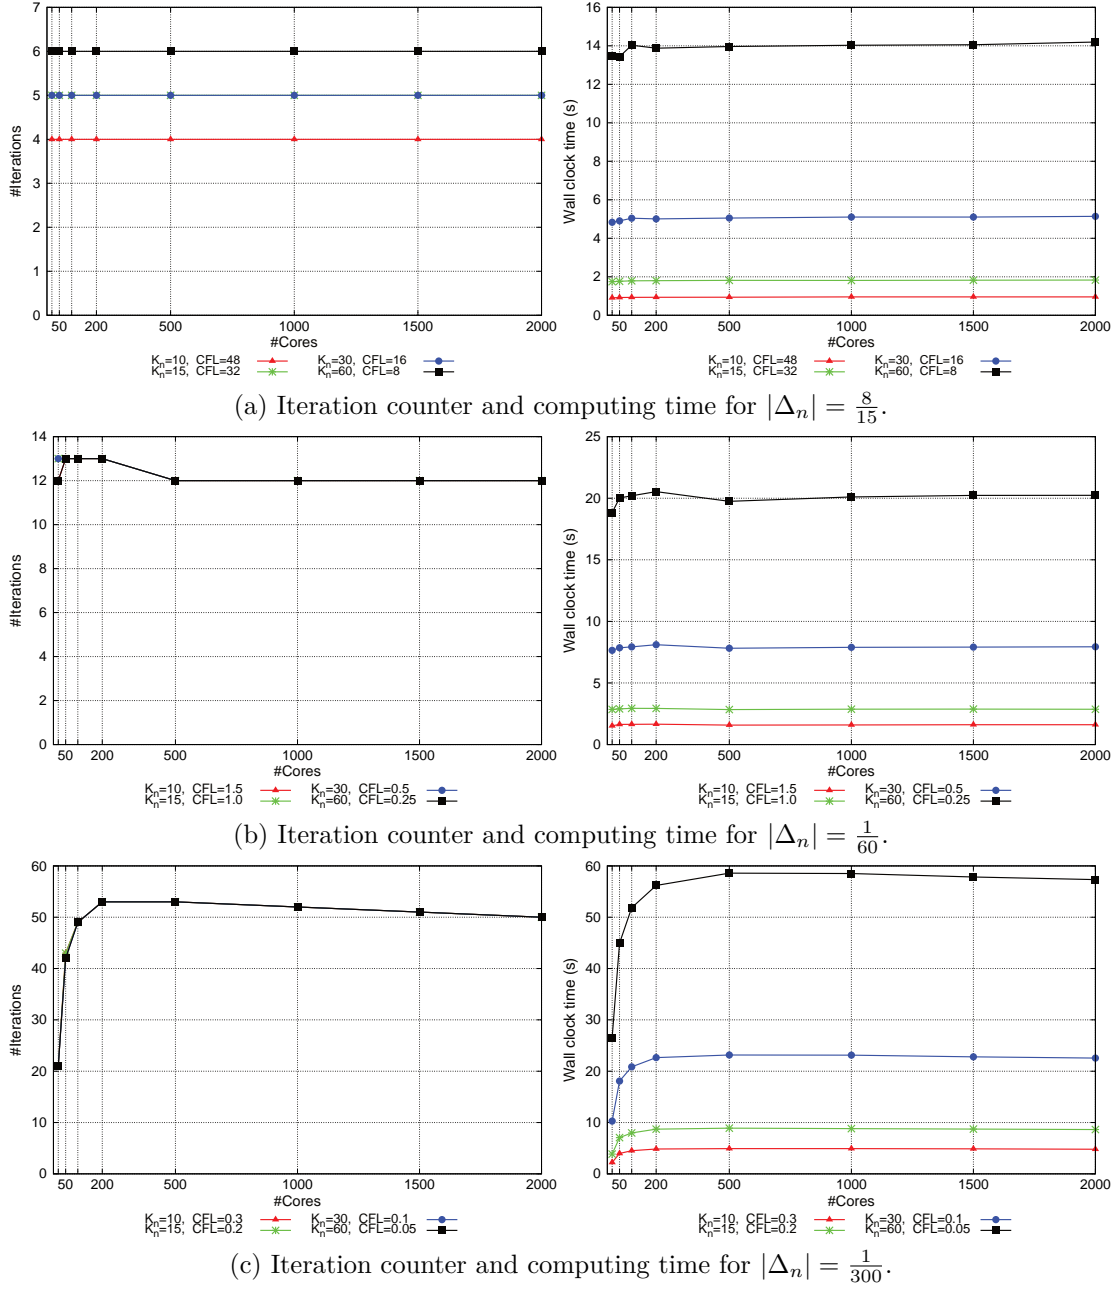 #Iterations
6
5
4
3
2
1
0
50 200 500 1000 1500 2000
#Cores
Kn=10, CFL=48 Kn=30, CFL=16
Kn=15, CFL=32 Kn=60, CFL=8
Wall clock time (s)
16
14
12
10
8
6
4
2
0
50 200 500 1000 1500 2000
#Cores
Kn=10, CFL=48 Kn=30, CFL=16
Kn=15, CFL=32 Kn=60, CFL=8
(a) Iteration counter and computing time for |Δn| = 8/15.
#Iterations
14
12
10
8
6
4
2
0
50 200 500 1000 1500 2000
#Cores
Kn=10, CFL=1.5 Kn=30, CFL=0.5
Kn=15, CFL=1.0 Kn=60, CFL=0.25
Wall clock time (s)
25
20
15
10
5
0
50 200 500 1000 1500 2000
#Cores
Kn=10, CFL=1.5 Kn=30, CFL=0.5
Kn=15, CFL=1.0 Kn=60, CFL=0.25
(b) Iteration counter and computing time for |Δn| = 1/60.
#Iterations
60
50
40
30
20
10
0
50 200 500 1000 1500 2000
#Cores
Kn=10, CFL=0.3 Kn=30, CFL=0.1
Kn=15, CFL=0.2 Kn=60, CFL=0.05
Wall clock time (s)
60
50
40
30
20
10
0
50 200 500 1000 1500 2000
#Cores
Kn=10, CFL=0.3 Kn=30, CFL=0.1
Kn=15, CFL=0.2 Kn=60, CFL=0.05
(c) Iteration counter and computing time for |Δn| = 1/300.